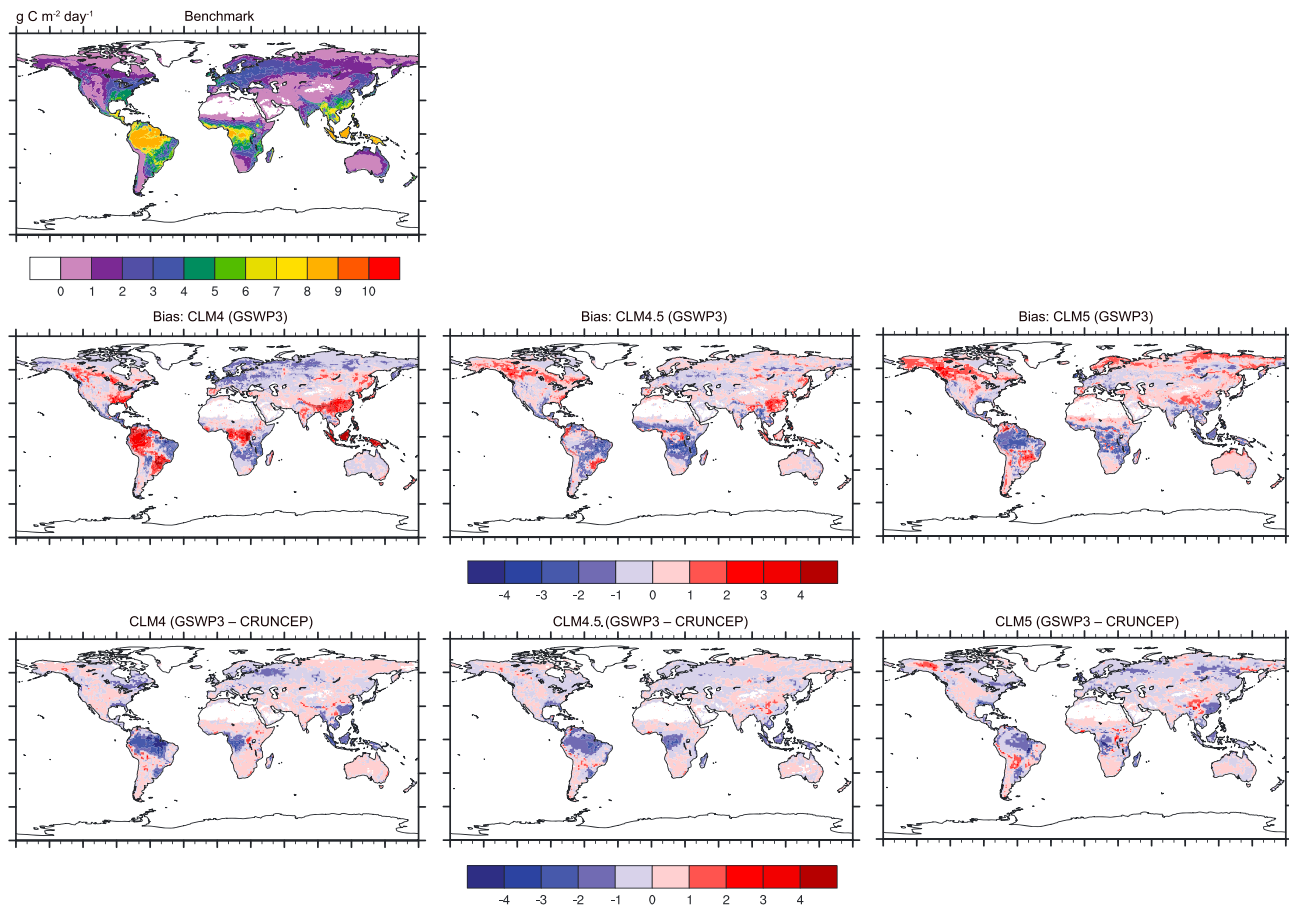 g C m-2 day-1 Benchmark
0 1 2 3 4 5 6 7 8 9 10
Bias: CLM4 (GSWP3) Bias: CLM4.5 (GSWP3) Bias: CLM5 (GSWP3)
-4 -3 -2 -1 0 1 2 3 4
CLM4 (GSWP3 – CRUNCEP) CLM4.5 (GSWP3 – CRUNCEP) CLM5 (GSWP3 – CRUNCEP)
-4 -3 -2 -1 0 1 2 3 4